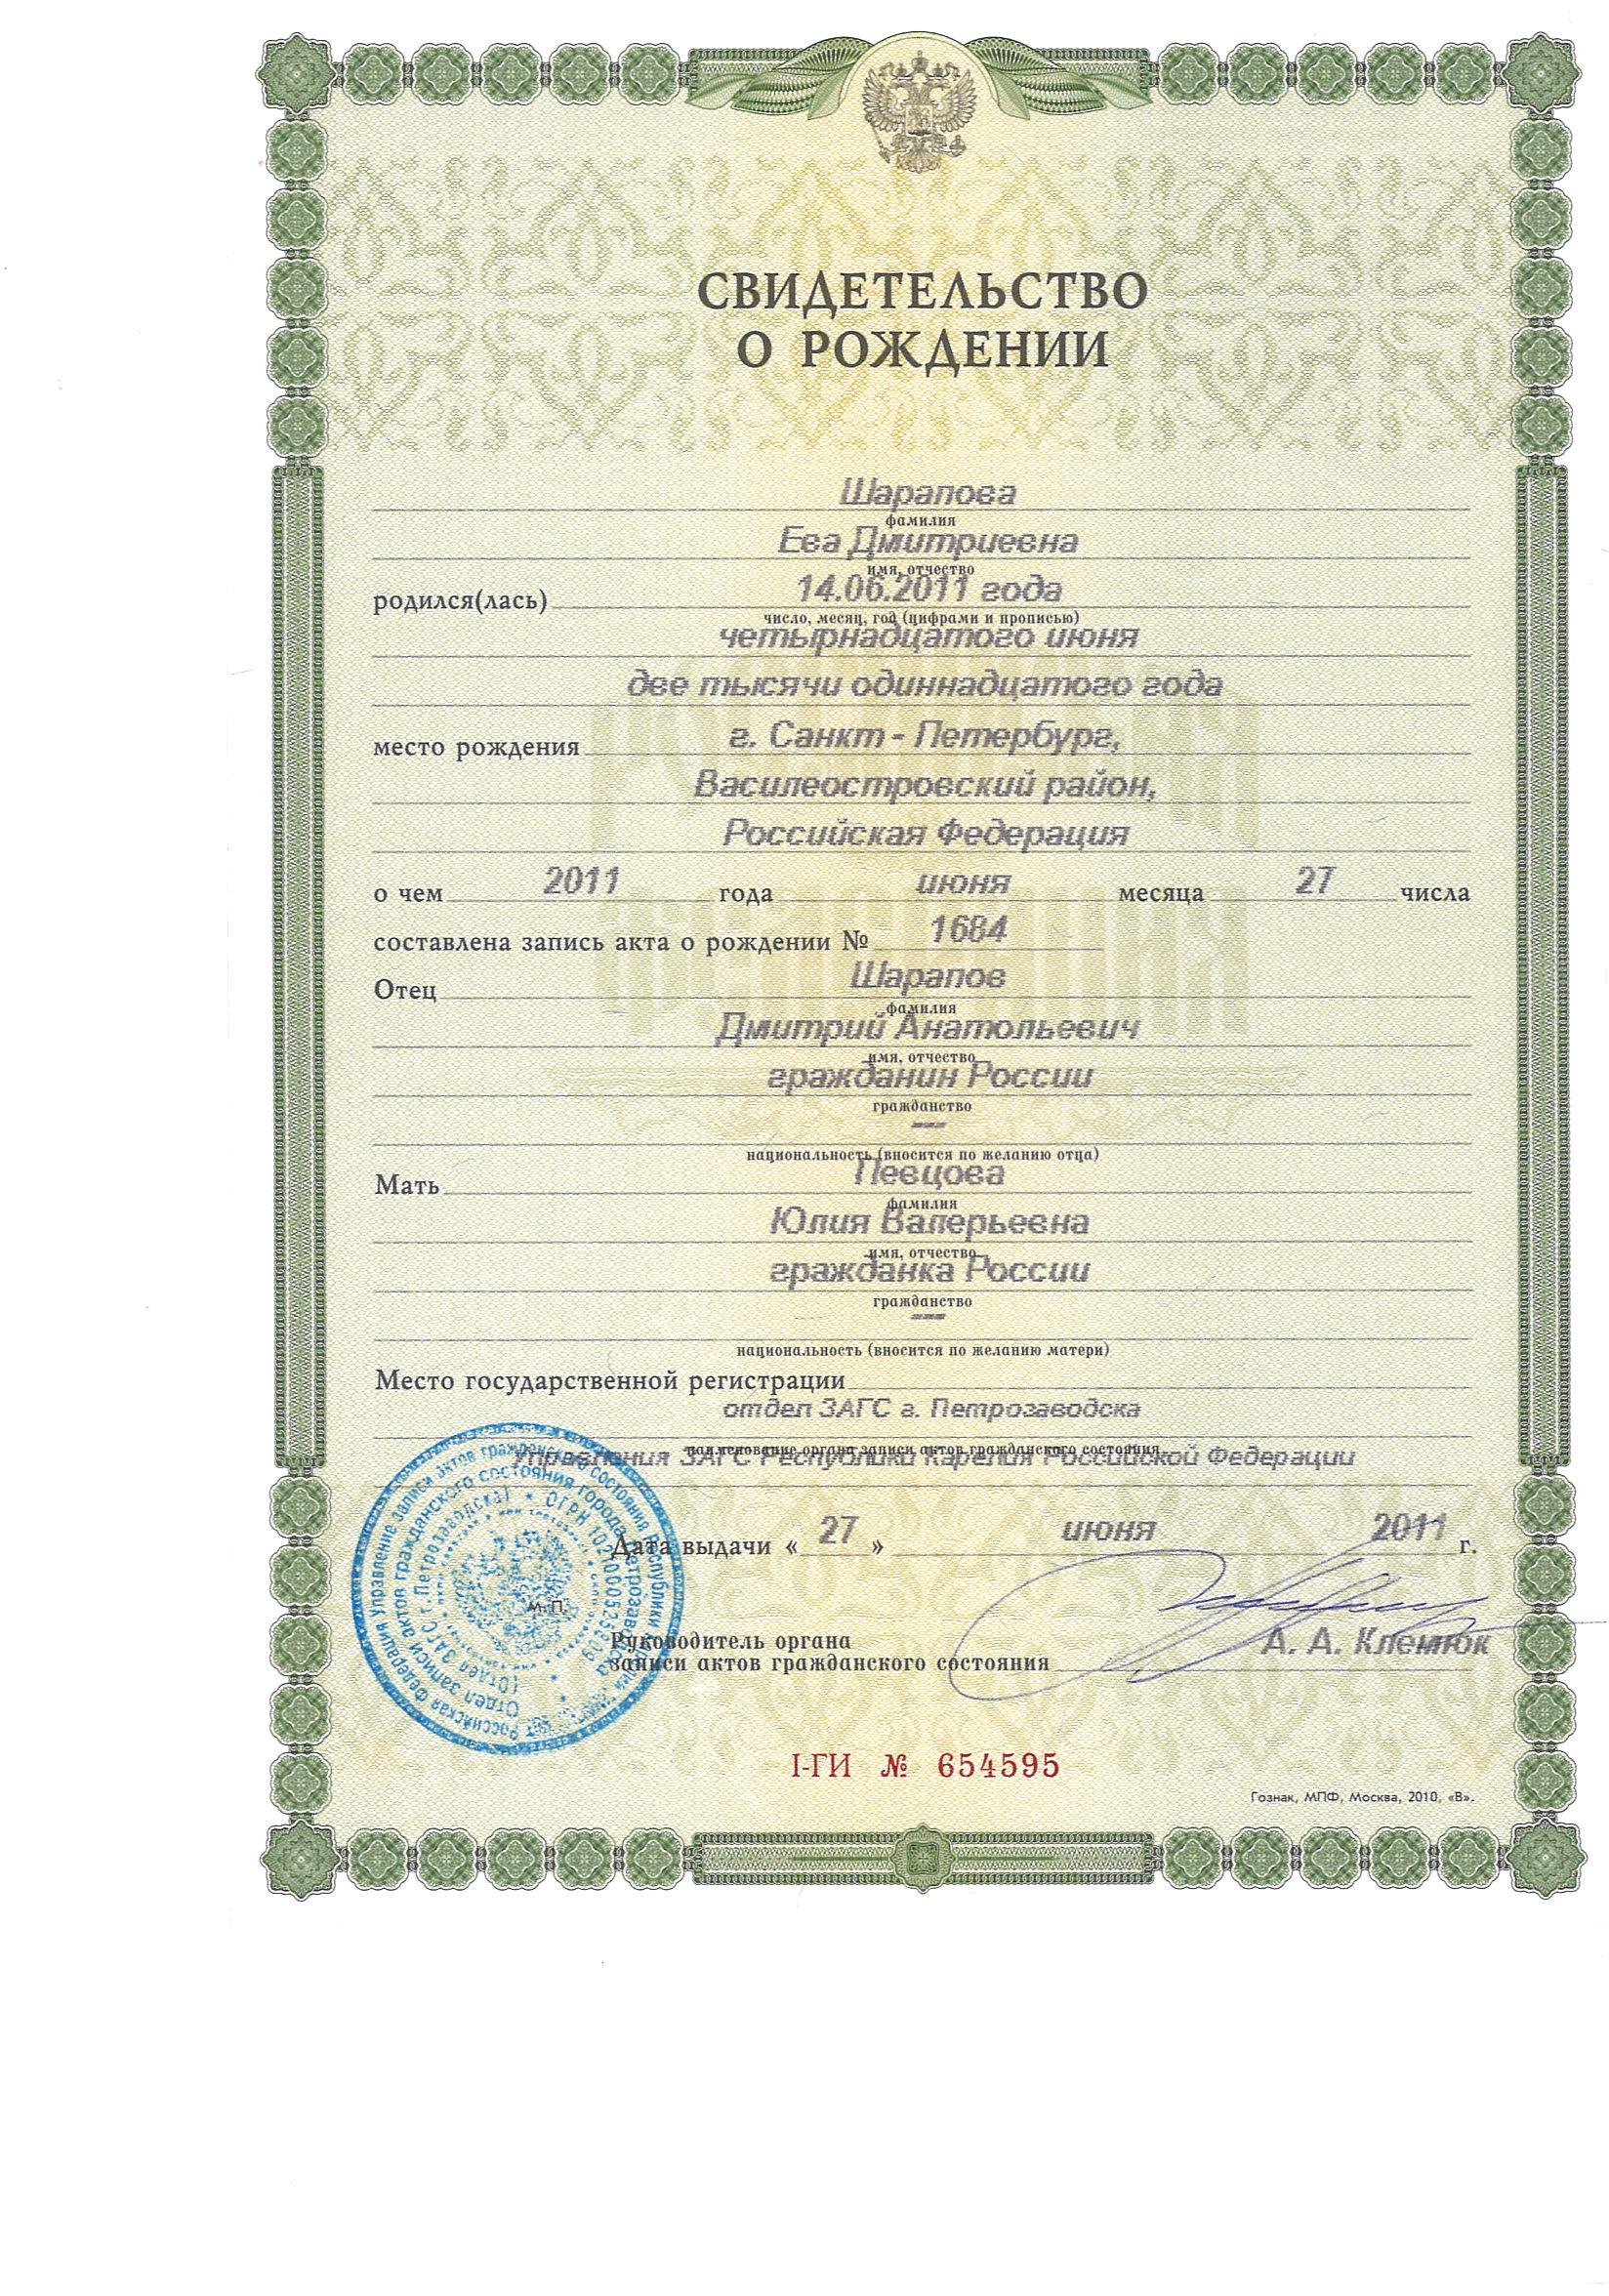 СВИДЕТЕЛЬСТВО
О РОЖДЕНИИ
Шарапова
фамилия
Ева Дмитриевна
имя, отчество
родился(лась) 14.06.2011 года
число, месяц, год (цифрами и прописью)
четырнадцатого июня
две тысячи одиннадцатого года
место рождения г. Санкт - Петербург,
Василеостровский район,
Российская Федерация
о чем 2011 года июня месяца 27 числа
составлена запись акта о рождении № 1684
Отец Шарапов
фамилия
Дмитрий Анатольевич
имя, отчество
гражданин России
гражданство
---
национальность (вносится по желанию отца)
Мать Певцова
фамилия
Юлия Валерьевна
имя, отчество
гражданка России
гражданство
---
национальность (вносится по желанию матери)
Место государственной регистрации
отдел ЗАГС г. Петрозаводска
наименование органа записи актов гражданского состояния
Управления ЗАГС Республики Карелия Российской Федерации
Дата выдачи « 27 » июня 2011 г.
М.П.
Руководитель органа
записи актов гражданского состояния А. А. Клемюк
Российская Федерация Управление записи актов гражданского состояния Республики
Отдел записи актов гражданского состояния города Петрозаводска
(Отдел ЗАГС г. Петрозаводска)
I-ГИ № 654595
Гознак, МПФ, Москва, 2010, «В».